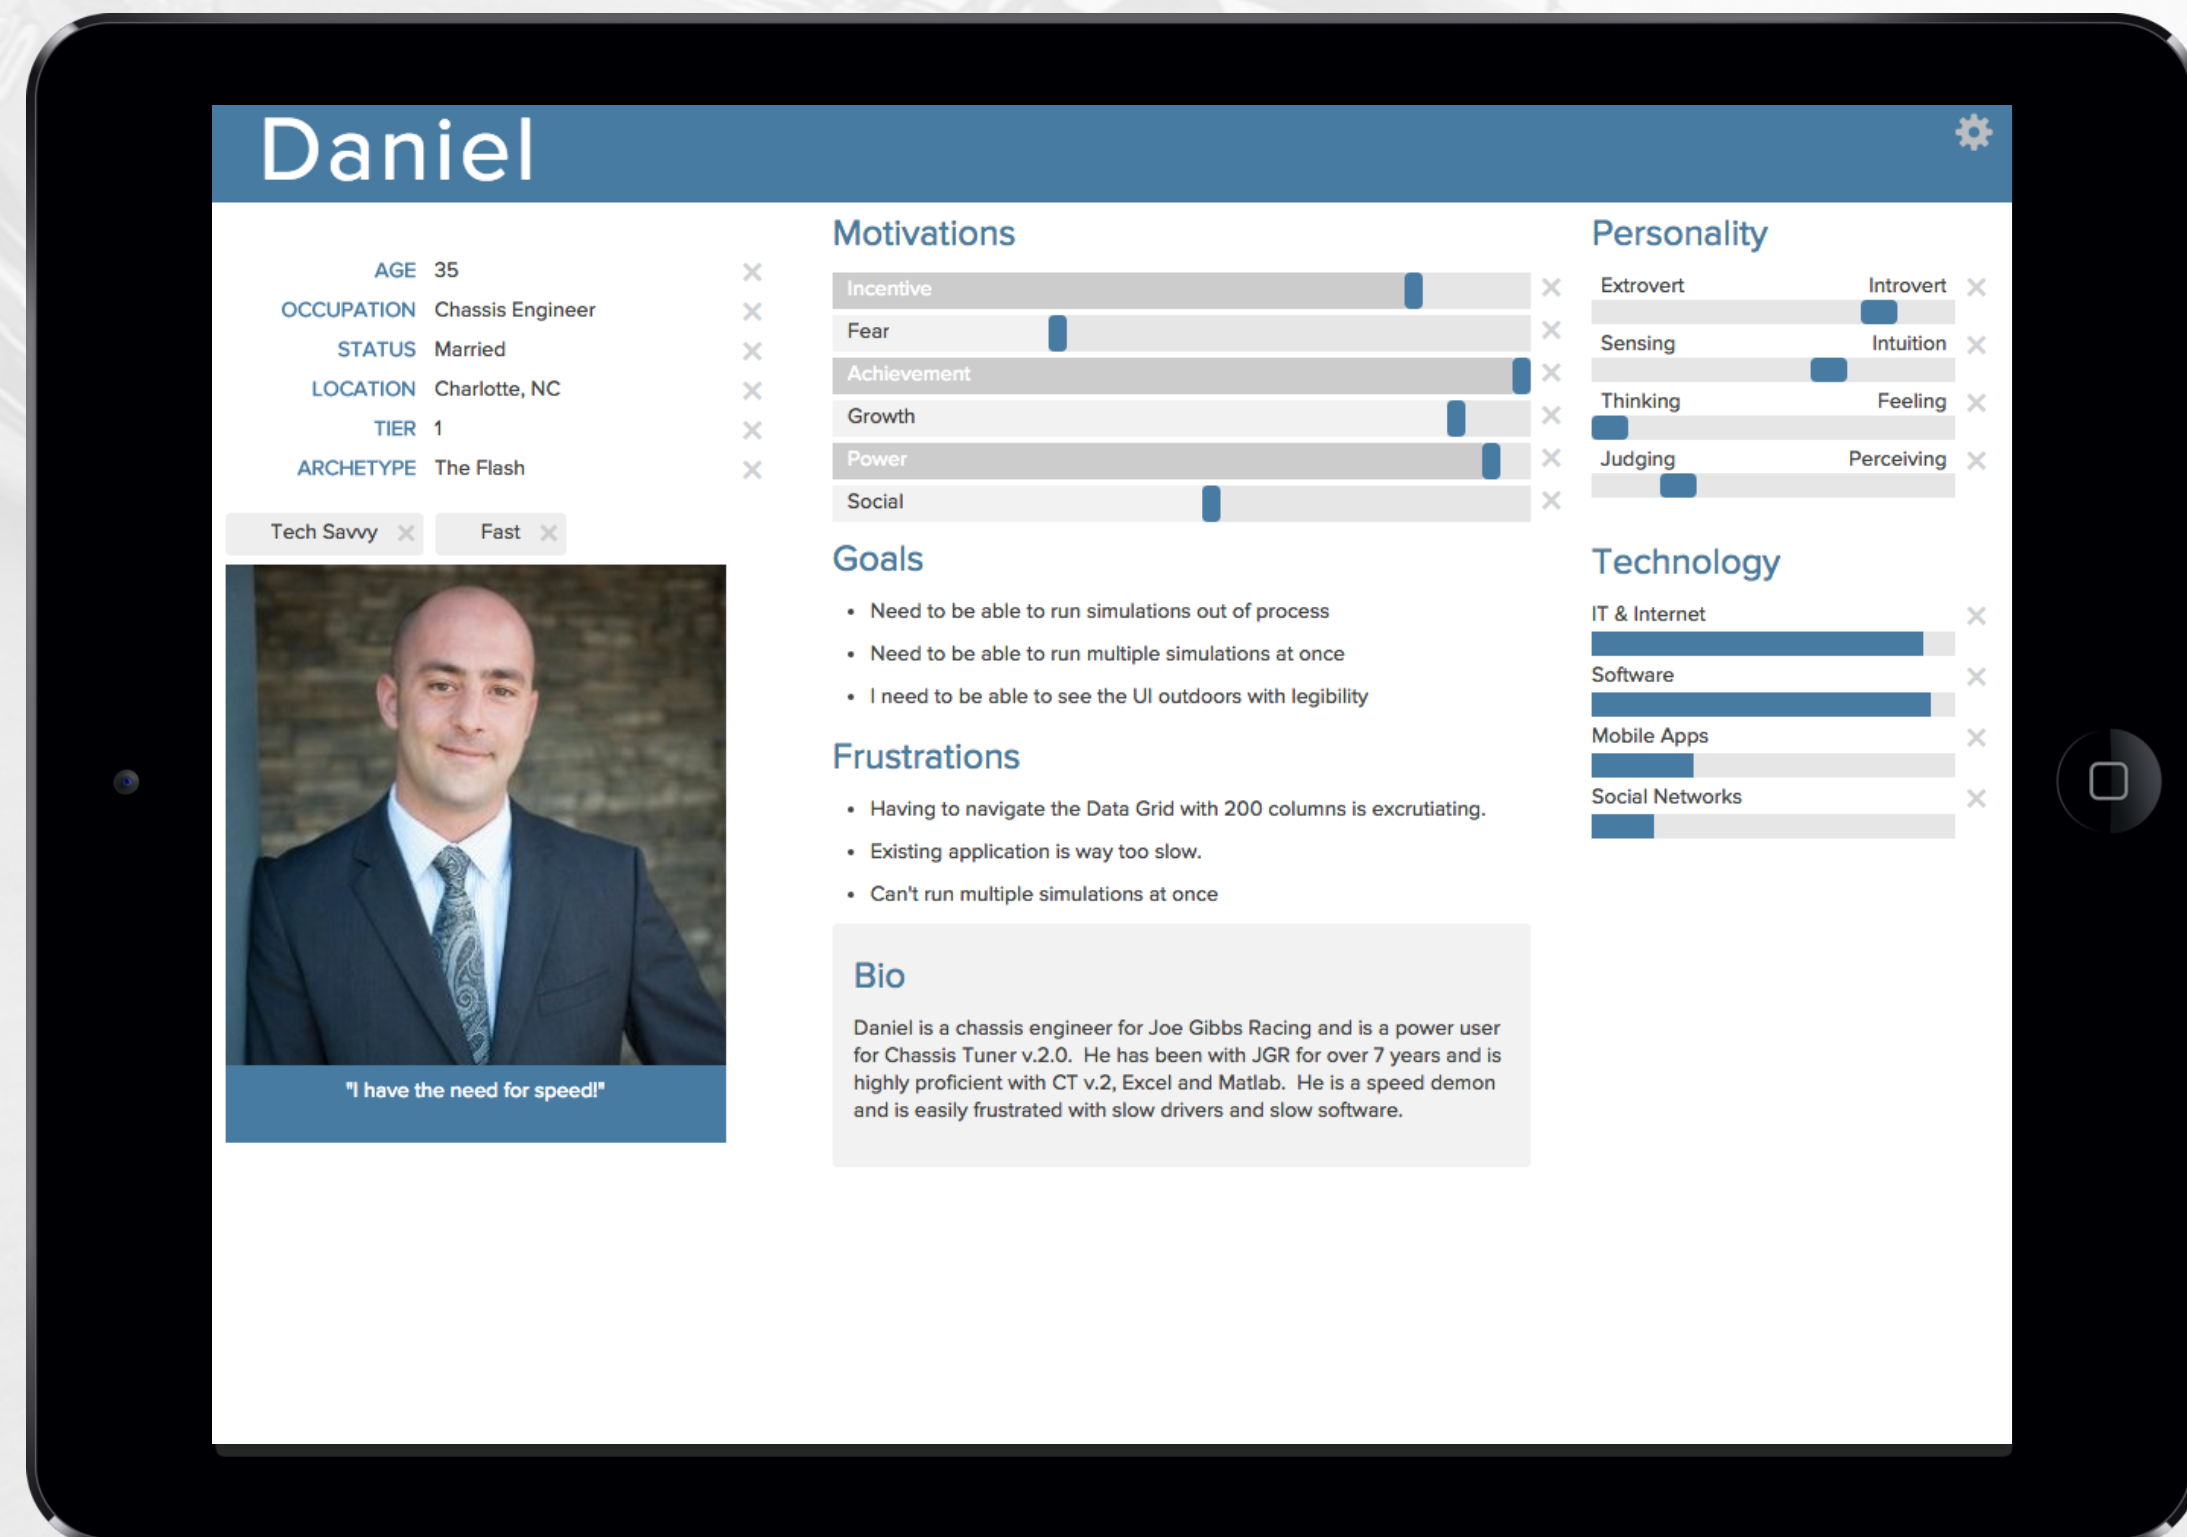 Daniel
AGE 35
OCCUPATION Chassis Engineer
STATUS Married
LOCATION Charlotte, NC
TIER 1
ARCHETYPE The Flash
Tech Savvy
Fast
"I have the need for speed!"
Motivations
Incentive
Fear
Achievement
Growth
Power
Social
Goals
• Need to be able to run simulations out of process
• Need to be able to run multiple simulations at once
• I need to be able to see the UI outdoors with legibility
Frustrations
• Having to navigate the Data Grid with 200 columns is excrutiating.
• Existing application is way too slow.
• Can't run multiple simulations at once
Bio
Daniel is a chassis engineer for Joe Gibbs Racing and is a power user
for Chassis Tuner v.2.0. He has been with JGR for over 7 years and is
highly proficient with CT v.2, Excel and Matlab. He is a speed demon
and is easily frustrated with slow drivers and slow software.
Personality
Extrovert Introvert
Sensing Intuition
Thinking Feeling
Judging Perceiving
Technology
IT & Internet
Software
Mobile Apps
Social Networks